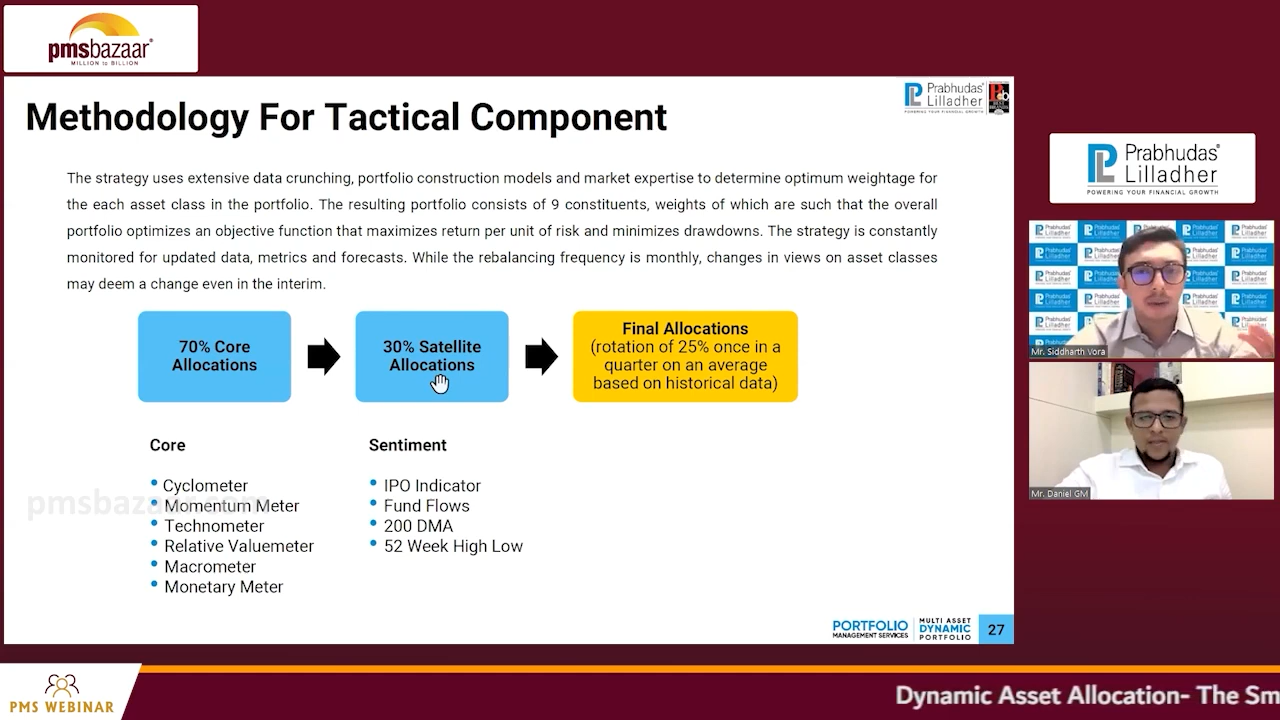 pmsbazaar
MILLION to BILLION
Prabhudas
Lilladher
POWERING YOUR FINANCIAL GROWTH
Methodology For Tactical Component
The strategy uses extensive data crunching, portfolio construction models and market expertise to determine optimum weightage for
the each asset class in the portfolio. The resulting portfolio consists of 9 constituents, weights of which are such that the overall
portfolio optimizes an objective function that maximizes return per unit of risk and minimizes drawdowns. The strategy is constantly
monitored for updated data, metrics and forecasts. While the rebalancing frequency is monthly, changes in views on asset classes
may deem a change even in the interim.
70% Core
Allocations
30% Satellite
Allocations
Final Allocations
(rotation of 25% once in a
quarter on an average
based on historical data)
Core
• Cyclometer
• Momentum Meter
• Technometer
• Relative Valuemeter
• Macrometer
• Monetary Meter
Sentiment
• IPO Indicator
• Fund Flows
• 200 DMA
• 52 Week High Low
pmsbazaar.com
PORTFOLIO
MANAGEMENT SERVICES
MULTI ASSET
DYNAMIC
PORTFOLIO
27
Prabhudas
Lilladher
POWERING YOUR FINANCIAL GROWTH
Mr. Siddharth Vora
Mr. Daniel GM
PMS WEBINAR
Dynamic Asset Allocation- The Sm